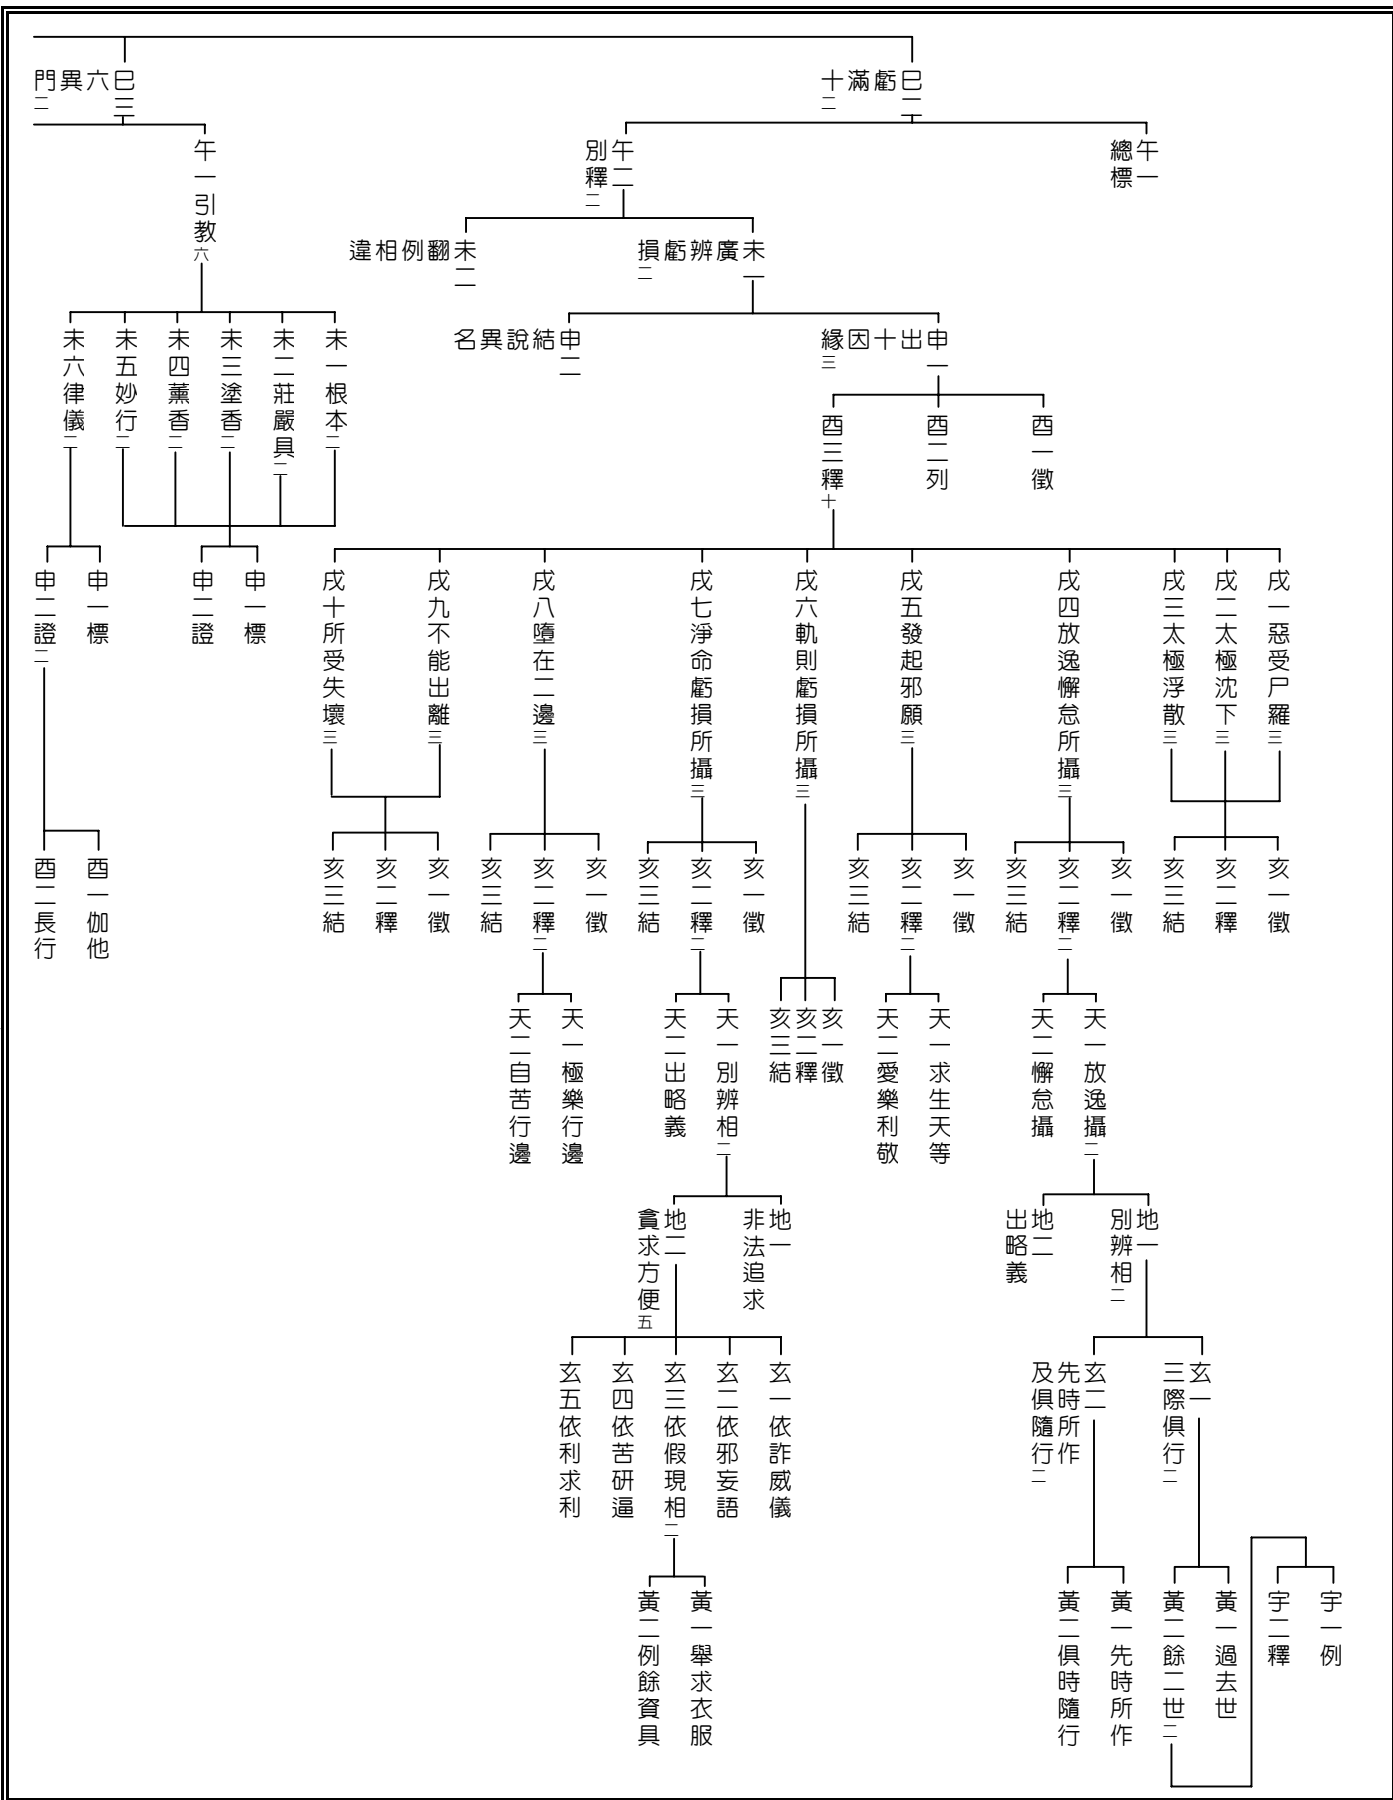 巳二虧滿十二
午一總標
午二別釋二
未一廣辨虧損二
申一出十因緣三
酉一徵
酉二列
酉三釋十
戌一惡受尸羅三
戌二太極沈下三
戌三太極浮散三
亥一徵
亥二釋
亥三結
戌四放逸懈怠所攝三
亥一徵
亥二釋二
天一放逸攝二
地一別辨相二
玄一三際俱行二
黃一過去世
黃二餘二世二
宇一例
宇二釋
玄二先時所作及俱隨行二
黃一先時所作
黃二俱時隨行
地二出略義
天二懈怠攝
亥三結
戌五發起邪願三
亥一徵
亥二釋二
天一求生天等
天二愛樂利敬
亥三結
戌六軌則虧損所攝三
亥一徵
亥二釋
亥三結
戌七淨命虧損所攝三
亥一徵
亥二釋二
天一別辨相二
地一非法追求
地二貪求方便五
玄一依詐威儀
玄二依邪妄語
玄三依假現相二
黃一舉求衣服
黃二例餘資具
玄四依苦研逼
玄五依利求利
天二出略義
亥三結
戌八墮在二邊三
亥一徵
亥二釋二
天一極樂行邊
天二自苦行邊
亥三結
戌九不能出離三
戌十所受失壞三
亥一徵
亥二釋
亥三結
申二結說異名
未二翻例相違
巳三六異門二
午一引教六
未一根本二
未二莊嚴具二
未三塗香二
未四薰香二
未五妙行二
申一標
申二證
未六律儀二
申一標
申二證二
酉一伽他
酉二長行